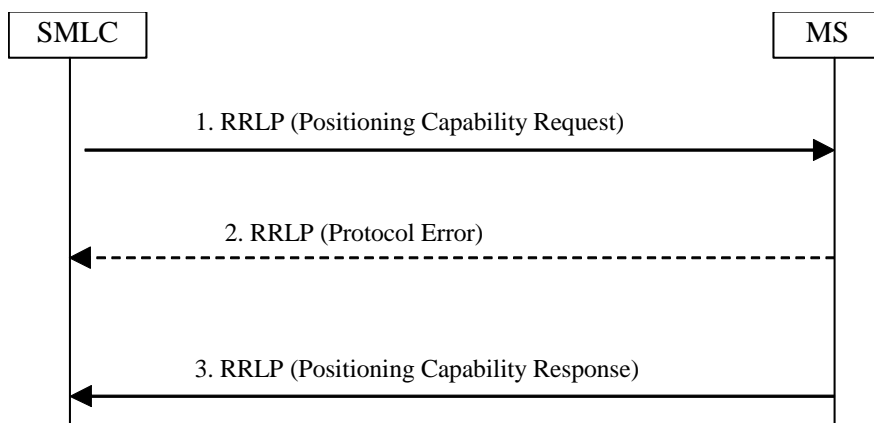 SMLC
MS
1. RRLP (Positioning Capability Request)
2. RRLP (Protocol Error)
3. RRLP (Positioning Capability Response)